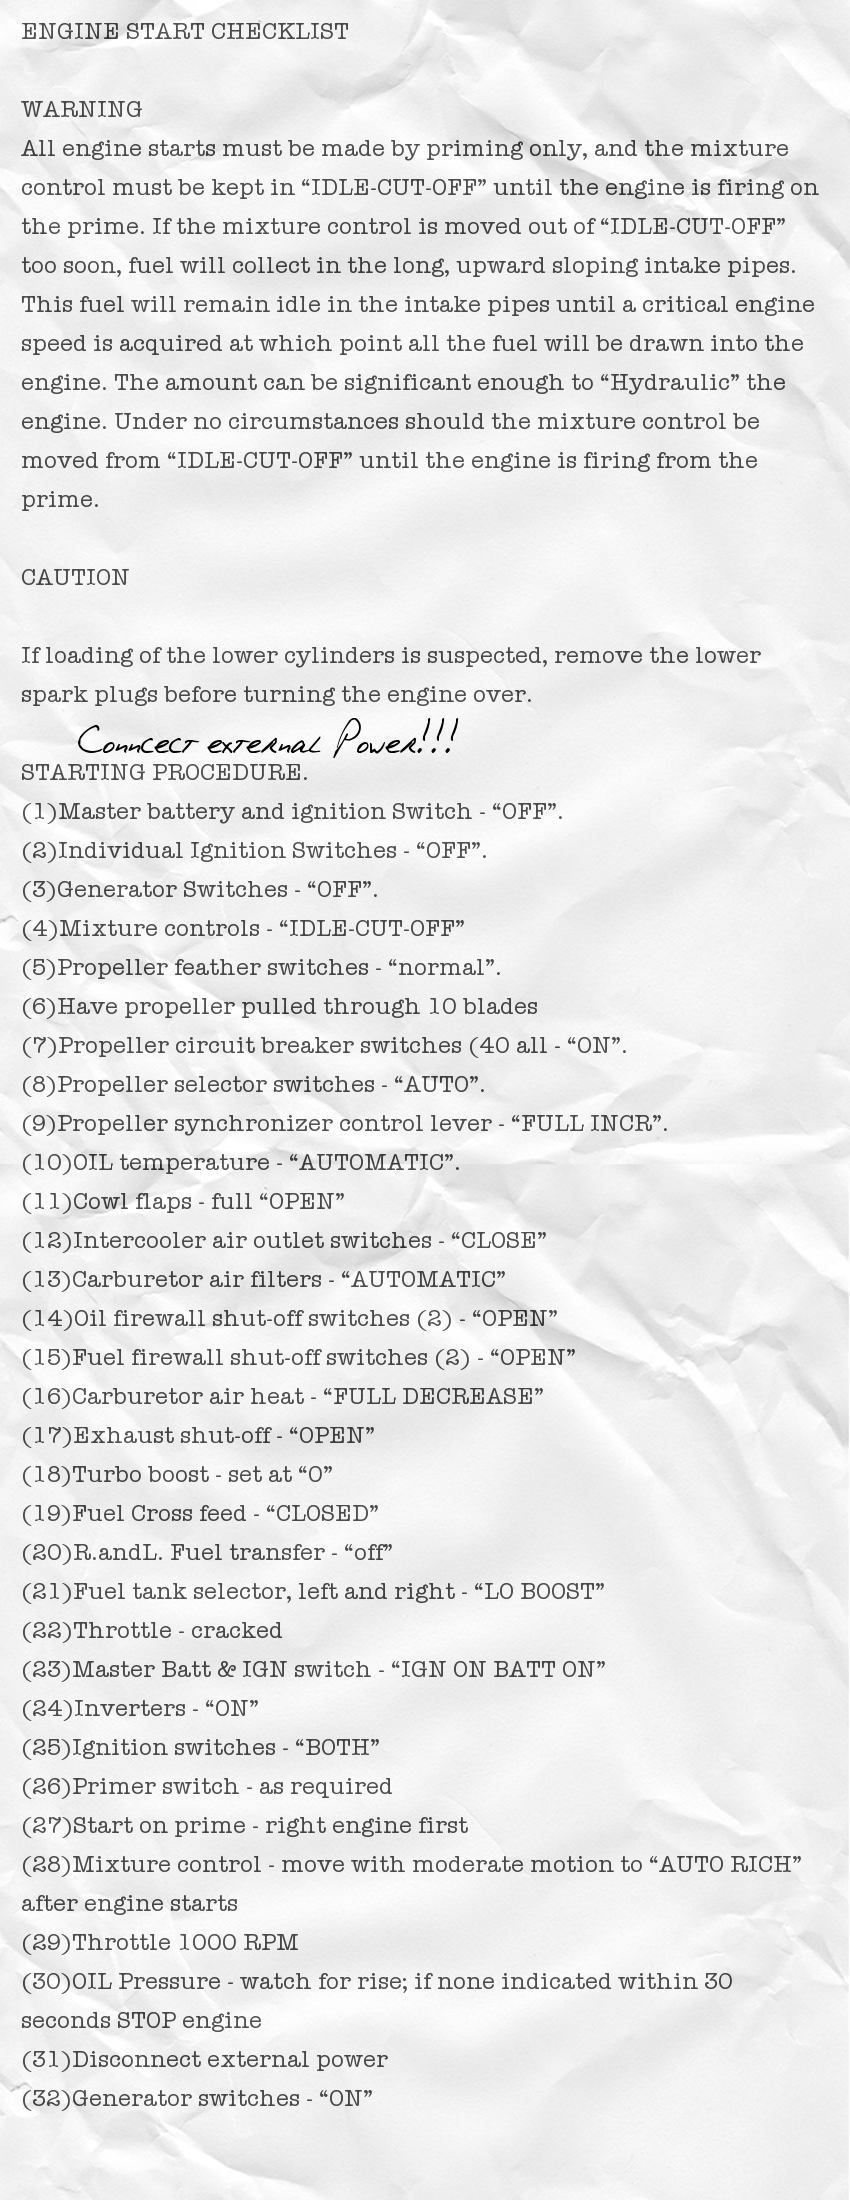 ENGINE START CHECKLIST
WARNING
All engine starts must be made by priming only, and the mixture
control must be kept in “IDLE-CUT-OFF” until the engine is firing on
the prime. If the mixture control is moved out of “IDLE-CUT-OFF”
too soon, fuel will collect in the long, upward sloping intake pipes.
This fuel will remain idle in the intake pipes until a critical engine
speed is acquired at which point all the fuel will be drawn into the
engine. The amount can be significant enough to “Hydraulic” the
engine. Under no circumstances should the mixture control be
moved from “IDLE-CUT-OFF” until the engine is firing from the
prime.
CAUTION
If loading of the lower cylinders is suspected, remove the lower
spark plugs before turning the engine over.
Conncect external Power!!!
STARTING PROCEDURE.
(1)Master battery and ignition Switch - “OFF”.
(2)Individual Ignition Switches - “OFF”.
(3)Generator Switches - “OFF”.
(4)Mixture controls - “IDLE-CUT-OFF”
(5)Propeller feather switches - “normal”.
(6)Have propeller pulled through 10 blades
(7)Propeller circuit breaker switches (40 all - “ON”.
(8)Propeller selector switches - “AUTO”.
(9)Propeller synchronizer control lever - “FULL INCR”.
(10)OIL temperature - “AUTOMATIC”.
(11)Cowl flaps - full “OPEN”
(12)Intercooler air outlet switches - “CLOSE”
(13)Carburetor air filters - “AUTOMATIC”
(14)Oil firewall shut-off switches (2) - “OPEN”
(15)Fuel firewall shut-off switches (2) - “OPEN”
(16)Carburetor air heat - “FULL DECREASE”
(17)Exhaust shut-off - “OPEN”
(18)Turbo boost - set at “0”
(19)Fuel Cross feed - “CLOSED”
(20)R.andL. Fuel transfer - “off”
(21)Fuel tank selector, left and right - “LO BOOST”
(22)Throttle - cracked
(23)Master Batt & IGN switch - “IGN ON BATT ON”
(24)Inverters - “ON”
(25)Ignition switches - “BOTH”
(26)Primer switch - as required
(27)Start on prime - right engine first
(28)Mixture control - move with moderate motion to “AUTO RICH”
after engine starts
(29)Throttle 1000 RPM
(30)OIL Pressure - watch for rise; if none indicated within 30
seconds STOP engine
(31)Disconnect external power
(32)Generator switches - “ON”